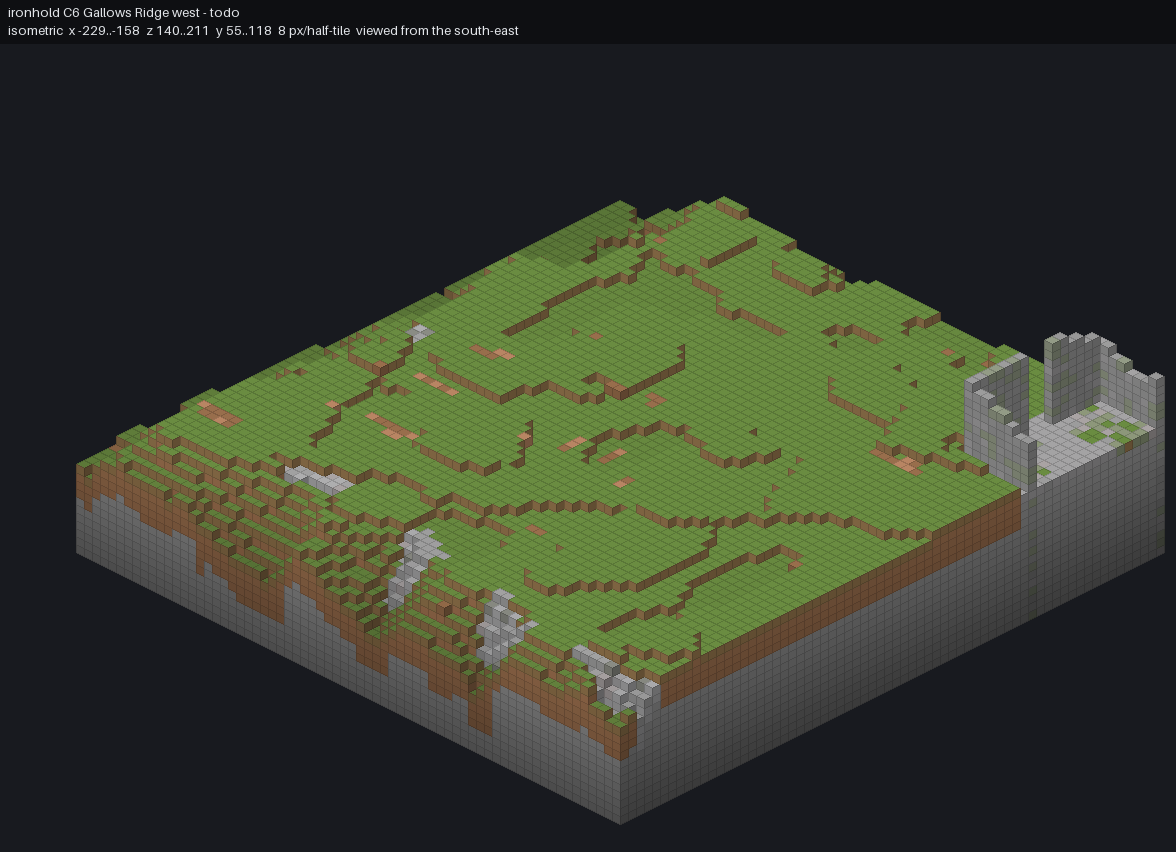 ironhold C6 Gallows Ridge west - todo
isometric x -229..-158 z 140..211 y 55..118 8 px/half-tile viewed from the south-east